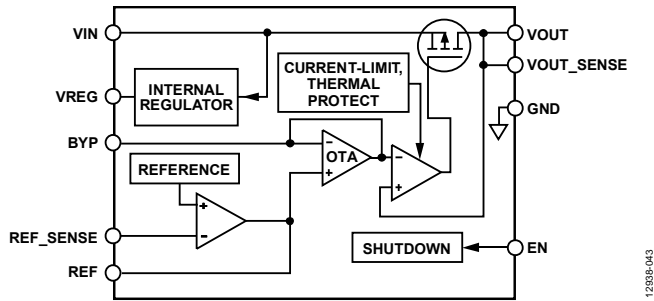 VIN
VOUT
VOUT_SENSE
CURRENT-LIMIT,
THERMAL
PROTECT
INTERNAL
REGULATOR
VREG
GND
BYP
–
OTA
+
–
+
REFERENCE
+
–
REF_SENSE
REF
SHUTDOWN
EN
12938-043